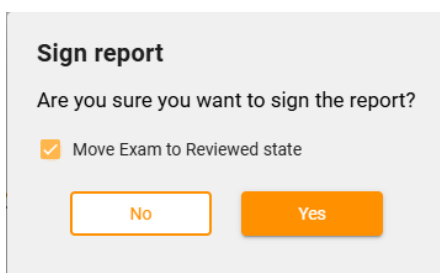 Sign report
Are you sure you want to sign the report?
Move Exam to Reviewed state
No
Yes